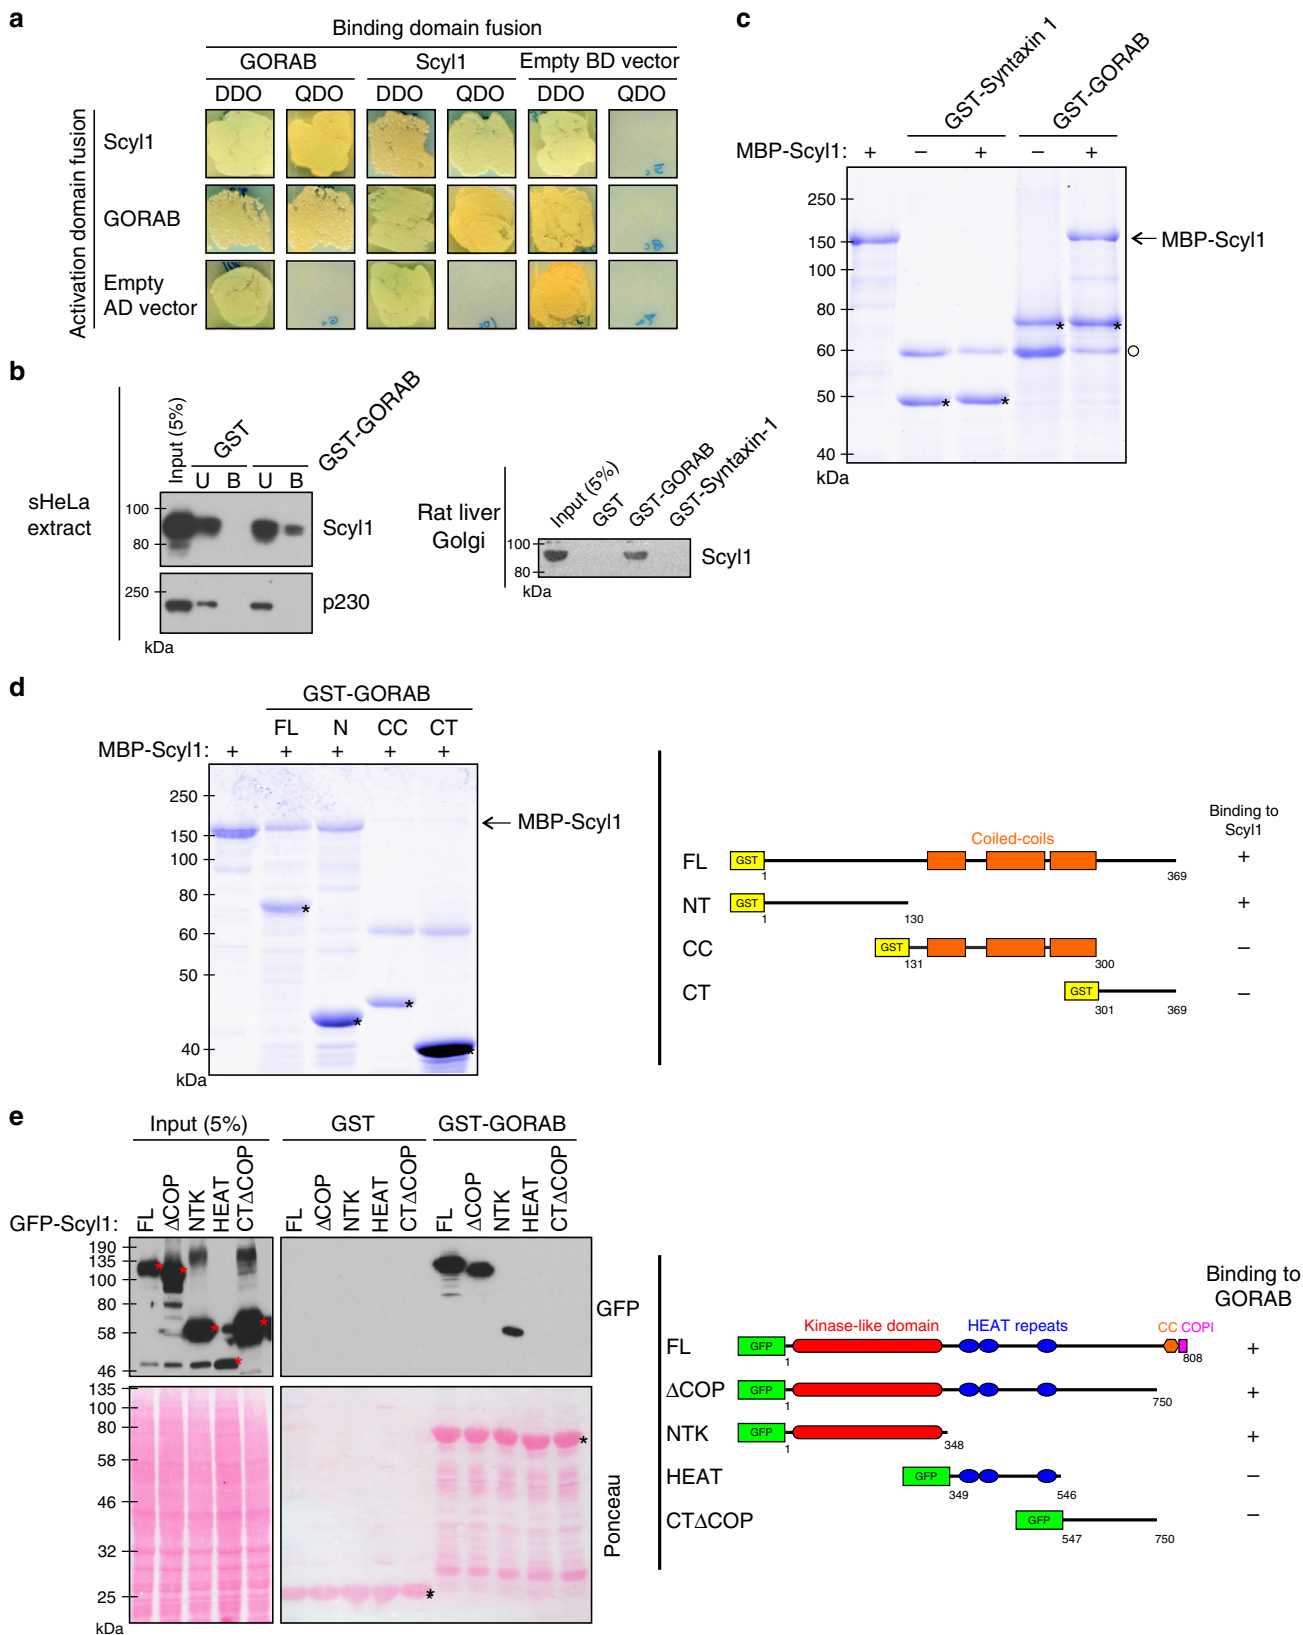 a
Binding domain fusion
GORAB Scyl1 Empty BD vector
DDO QDO DDO QDO DDO QDO
Activation domain fusion
Scyl1
GORAB
Empty
AD vector
b
sHeLa
extract
Input (5%) GST GST-GORAB
U B U B
100
80
Scyl1
250
p230
kDa
Rat liver
Golgi
Input (5%) GST GST-GORAB GST-Syntaxin-1
100
80
kDa
Scyl1
c
GST-Syntaxin 1 GST-GORAB
MBP-Scyl1: + − + − +
250
150
100
80
60
50
40
kDa
MBP-Scyl1
*
*
*
*
d
GST-GORAB
FL N CC CT
MBP-Scyl1: + + + + +
250
150
100
80
60
50
40
kDa
MBP-Scyl1
*
*
*
*
Binding to
Scyl1
Coiled-coils
FL GST 1 369 +
NT GST 1 130 +
CC GST 131 300 −
CT GST 301 369 −
e
Input (5%) GST GST-GORAB
GFP-Scyl1: FL ΔCOP NTK HEAT CTΔCOP FL ΔCOP NTK HEAT CTΔCOP FL ΔCOP NTK HEAT CTΔCOP
190
135
100
80
58
46
* * * * *
GFP
135
100
80
58
46
32
25
kDa
*
*
Ponceau
Binding to
GORAB
Kinase-like domain HEAT repeats CC COPI
FL GFP 1 808 +
ΔCOP GFP 1 750 +
NTK GFP 1 348 +
HEAT GFP 349 546 −
CTΔCOP GFP 547 750 −